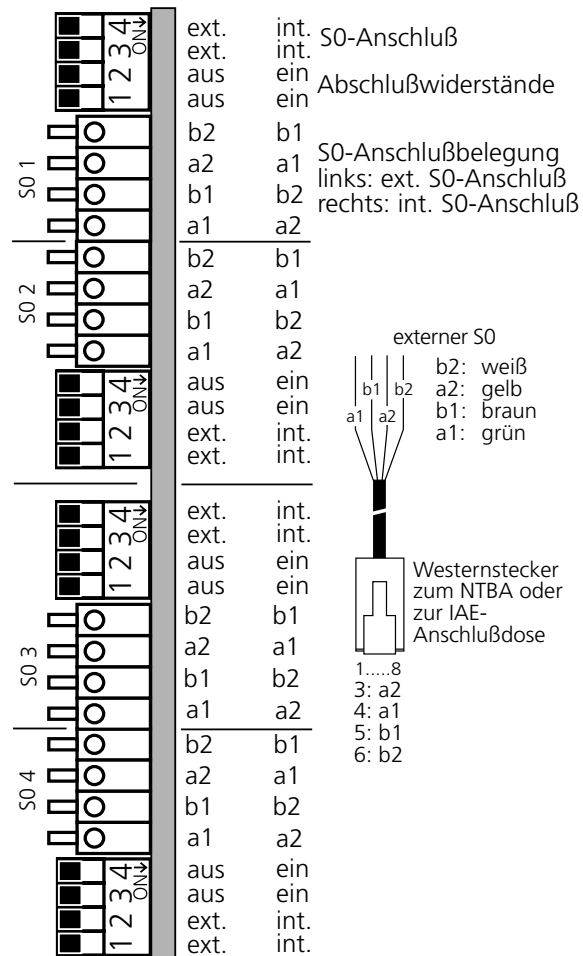 1 2 3 4
ON
ext. int.
ext. int.
aus ein
aus ein
S0-Anschluß
Abschlußwiderstände
S0 1
b2 b1
a2 a1
b1 b2
a1 a2
S0-Anschlußbelegung
links: ext. S0-Anschluß
rechts: int. S0-Anschluß
S0 2
b2 b1
a2 a1
b1 b2
a1 a2
1 2 3 4
ON
aus ein
aus ein
ext. int.
ext. int.
externer S0
b1 b2
a1 a2
b2: weiß
a2: gelb
b1: braun
a1: grün
1 2 3 4
ON
ext. int.
ext. int.
aus ein
aus ein
Westernstecker
zum NTBA oder
zur IAE-
Anschlußdose
1.....8
3: a2
4: a1
5: b1
6: b2
S0 3
b2 b1
a2 a1
b1 b2
a1 a2
S0 4
b2 b1
a2 a1
b1 b2
a1 a2
1 2 3 4
ON
aus ein
aus ein
ext. int.
ext. int.